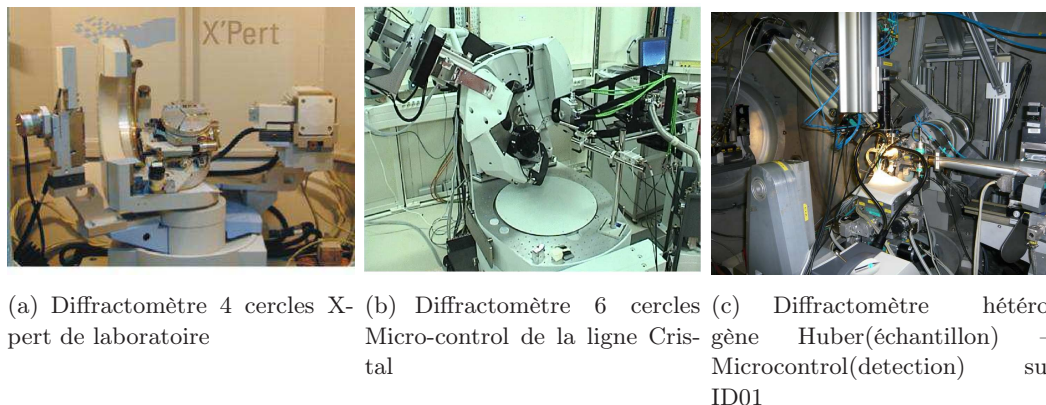 X'Pert
(a) Diffractomètre 4 cercles X-
pert de laboratoire
(b) Diffractomètre 6 cercles
Micro-control de la ligne Cris-
tal
(c) Diffractomètre hétéro
gène Huber(échantillon) –
Microcontrol(detection) su
ID01